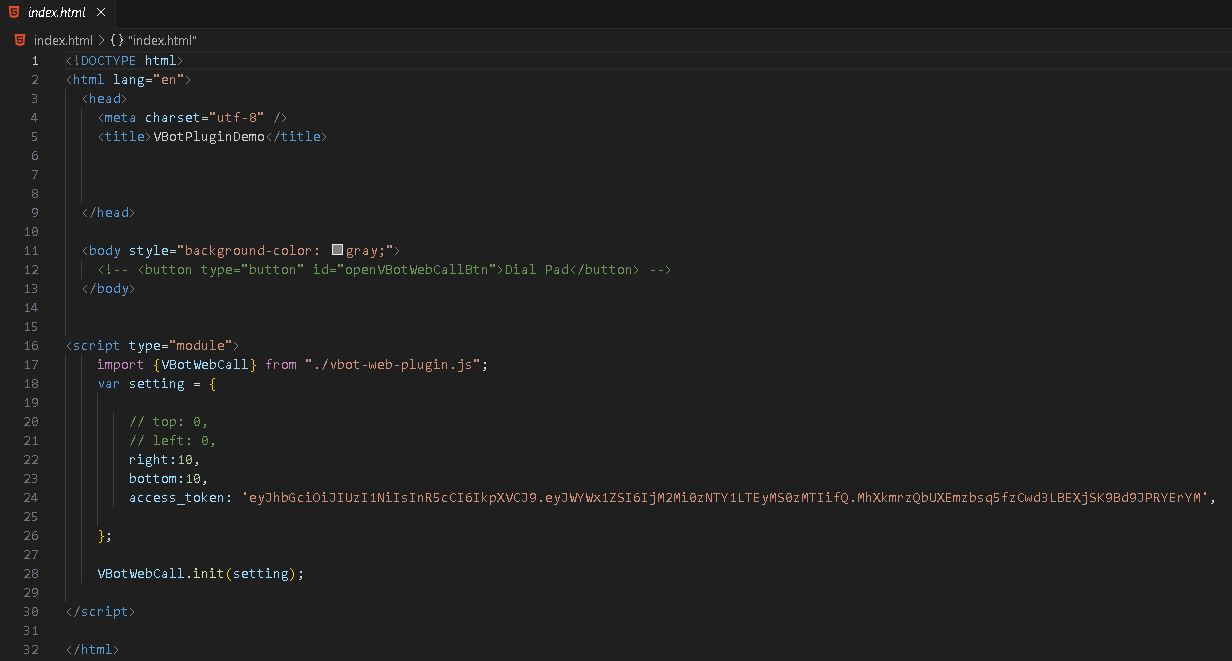 index.html ×
index.html > {} "index.html"
1 <!DOCTYPE html>
2 <html lang="en">
3 <head>
4 <meta charset="utf-8" />
5 <title>VBotPluginDemo</title>
6
7
8
9 </head>
10
11 <body style="background-color: gray;">
12 <!-- <button type="button" id="openVBotWebCallBtn">Dial Pad</button> -->
13 </body>
14
15
16 <script type="module">
17 import {VBotWebCall} from "./vbot-web-plugin.js";
18 var setting = {
19
20 // top: 0,
21 // left: 0,
22 right:10,
23 bottom:10,
24 access_token: 'eyJhbGciOiJIUzI1NiIsInR5cCI6IkpXVCJ9.eyJWYWx1ZSI6IjM2Mi0zNTY1LTEyMS0zMTIifQ.MhXkmrzQbUXEmzbsq5fzCwd3LBEXjSK9Bd9JPRYErYM',
25
26 };
27
28 VBotWebCall.init(setting);
29
30 </script>
31
32 </html>